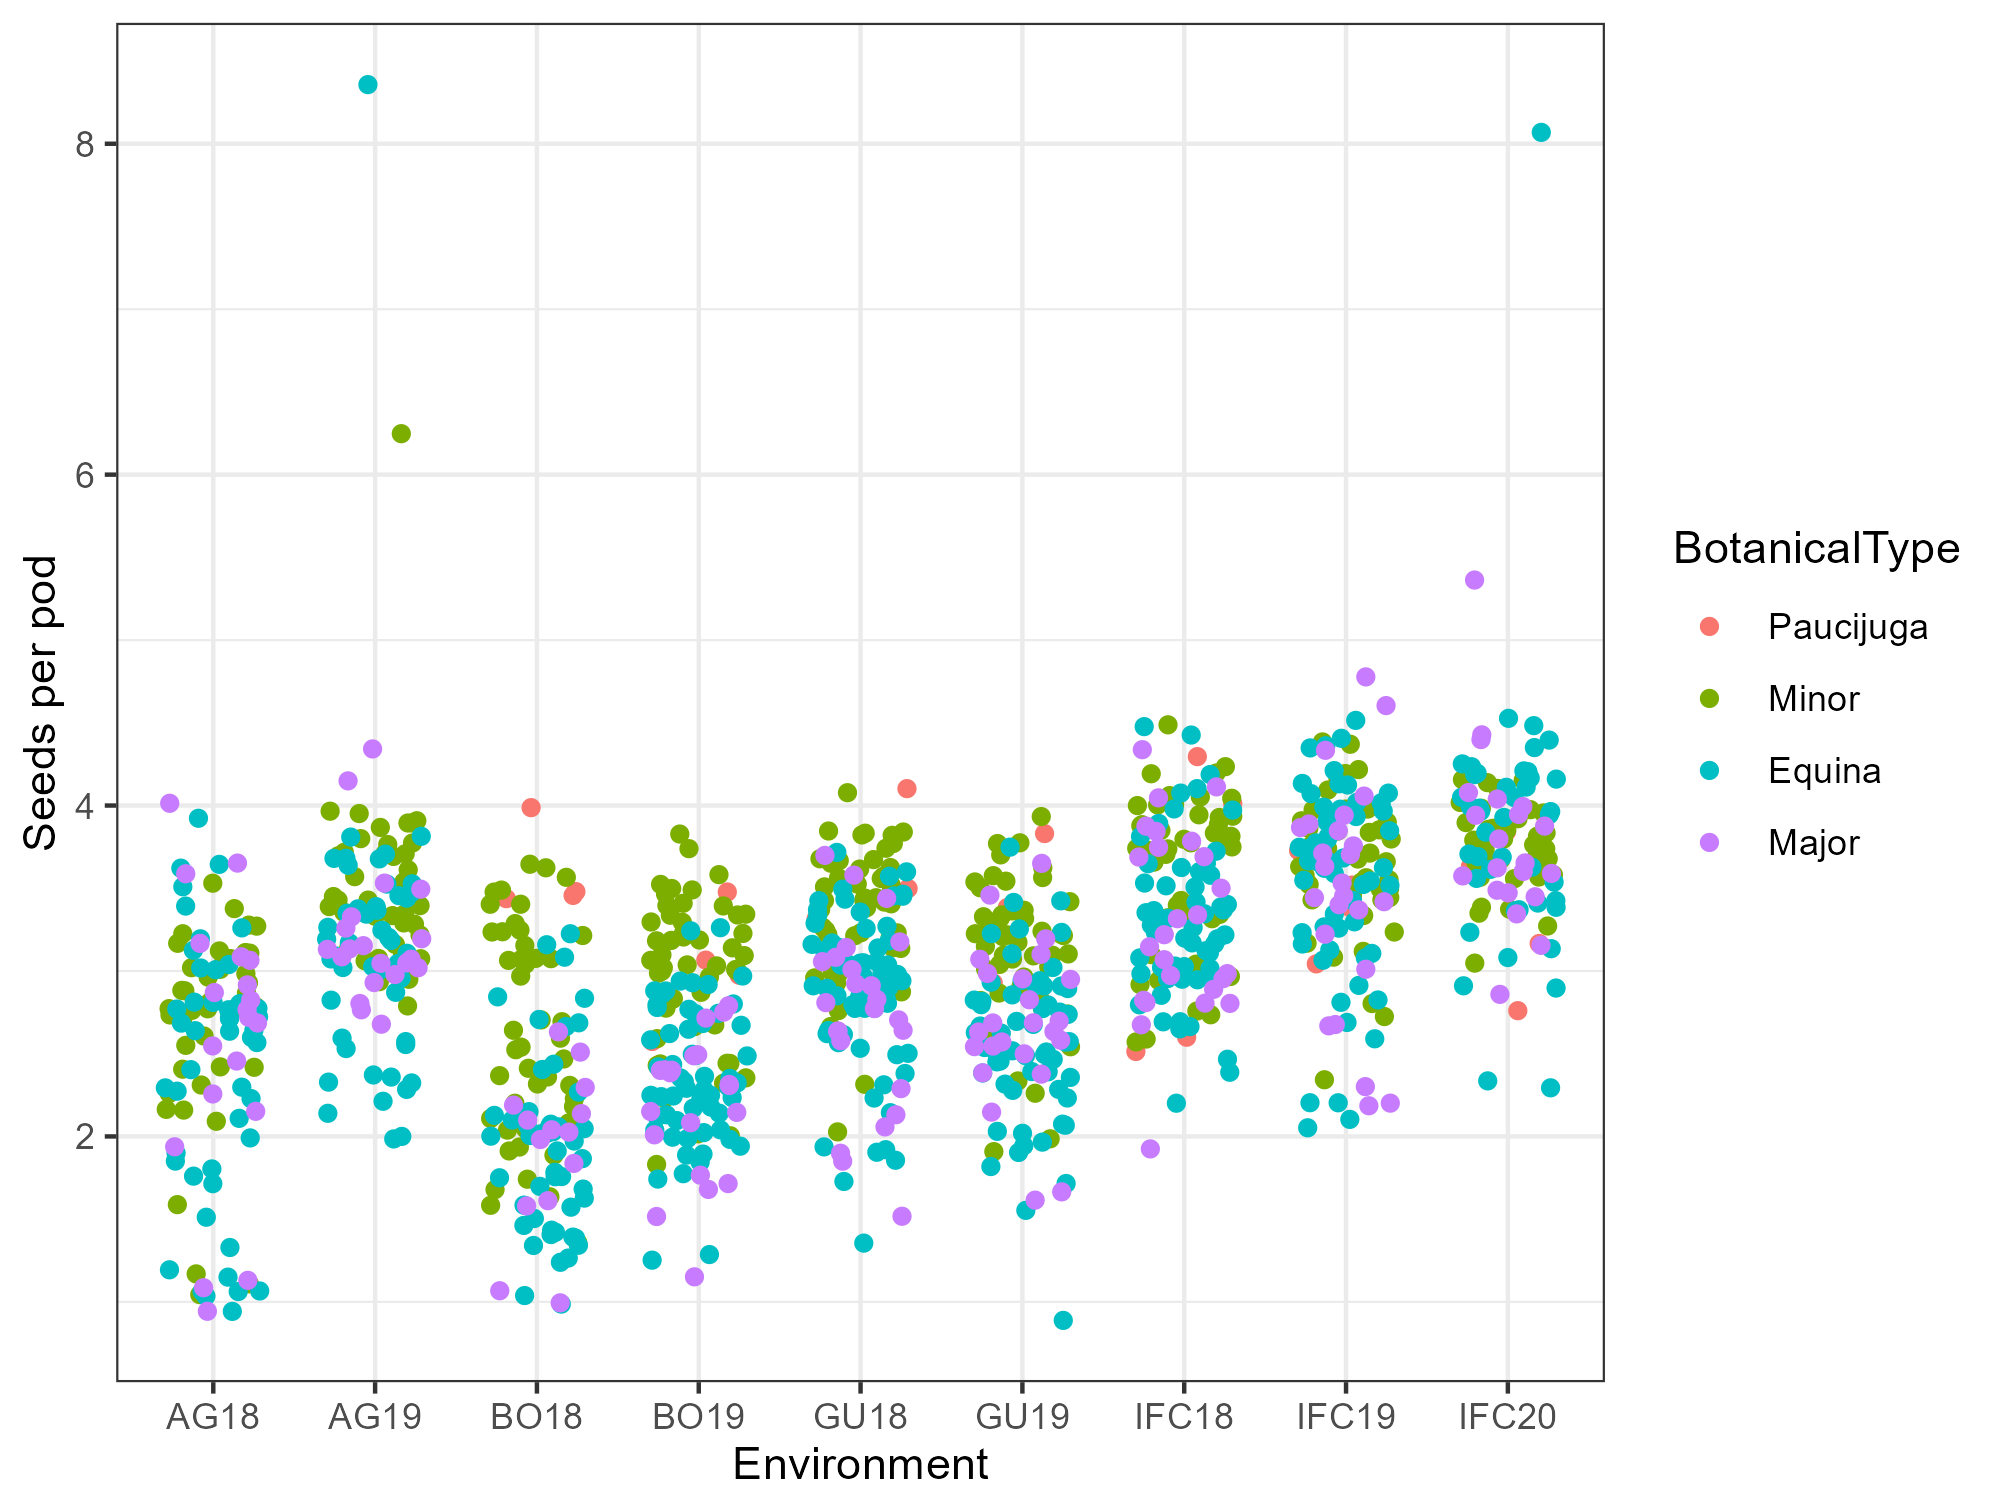 8
6
4
2
Seeds per pod
AG18 AG19 BO18 BO19 GU18 GU19 IFC18 IFC19 IFC20
Environment
BotanicalType
Paucijuga
Minor
Equina
Major